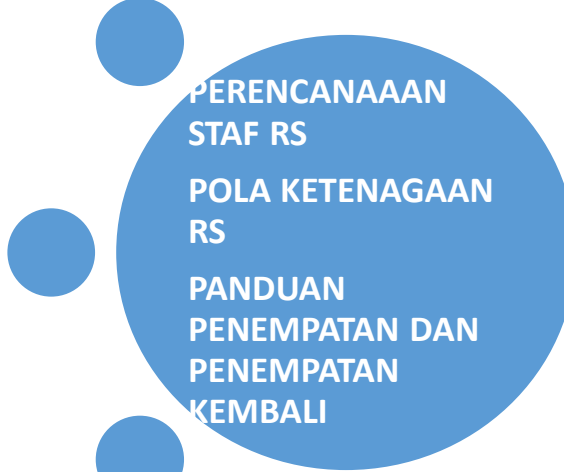 PERENCANAAAN
STAF RS
POLA KETENAGAAN
RS
PANDUAN
PENEMPATAN DAN
PENEMPATAN
KEMBALI